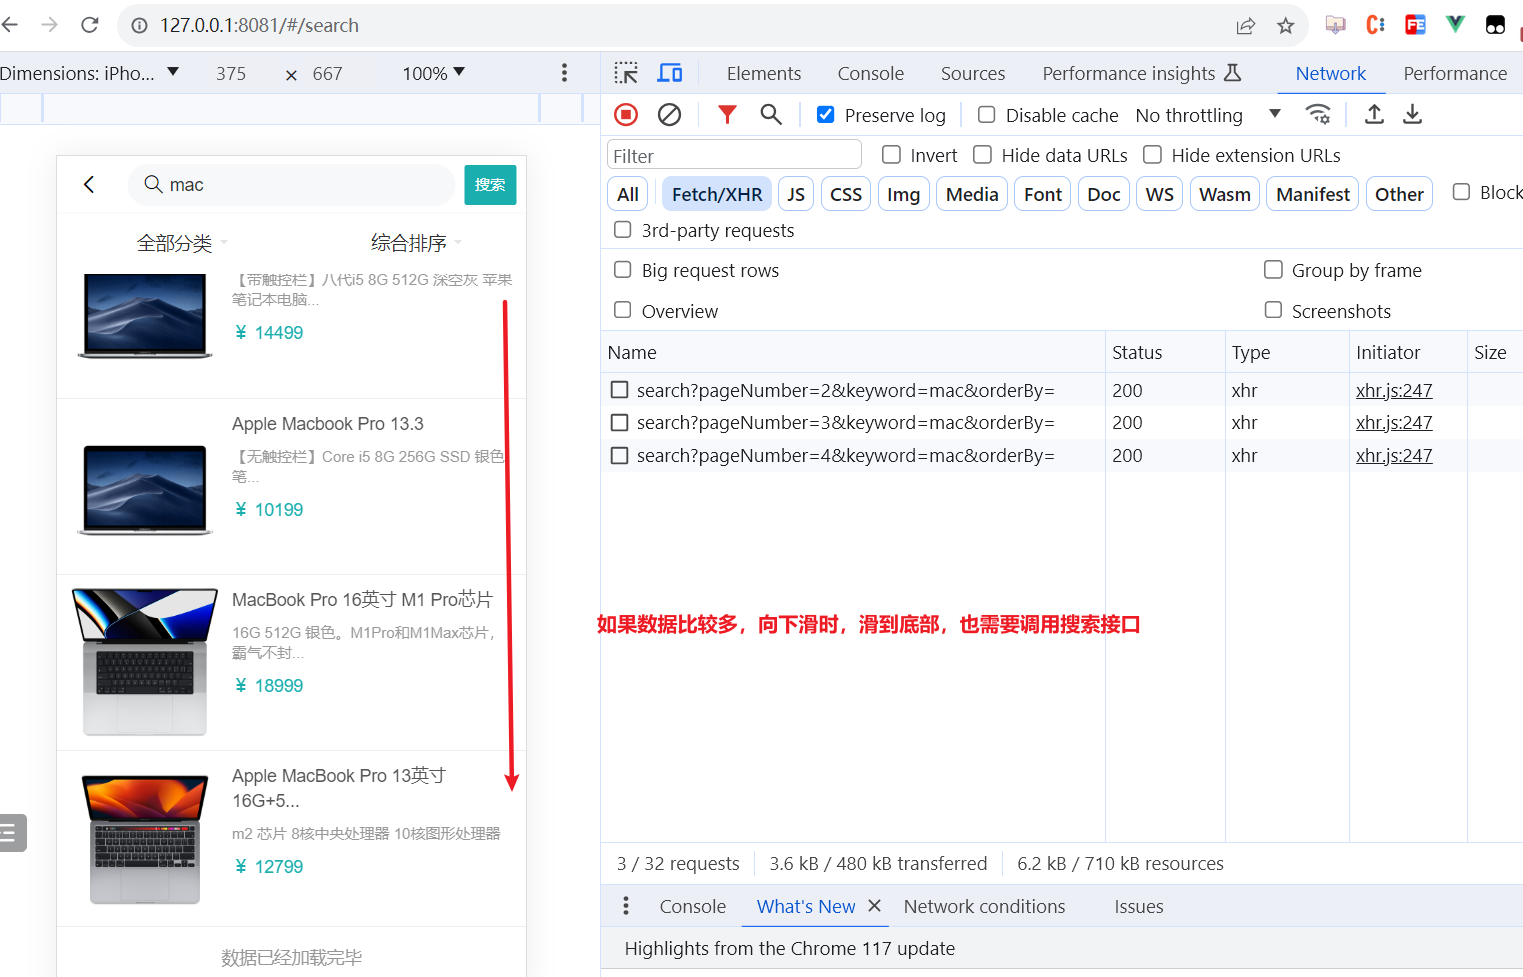 127.0.0.1:8081/#/search
Dimensions: iPho... 375 × 667 100%
Elements Console Sources Performance insights Network Performance
Preserve log Disable cache No throttling
Filter Invert Hide data URLs Hide extension URLs
All Fetch/XHR JS CSS Img Media Font Doc WS Wasm Manifest Other Block
3rd-party requests
Big request rows Group by frame
Overview Screenshots
Name Status Type Initiator Size
search?pageNumber=2&keyword=mac&orderBy= 200 xhr xhr.js:247
search?pageNumber=3&keyword=mac&orderBy= 200 xhr xhr.js:247
search?pageNumber=4&keyword=mac&orderBy= 200 xhr xhr.js:247
mac 搜索
全部分类 综合排序
【带触控栏】八代i5 8G 512G 深空灰 苹果
笔记本电脑...
¥ 14499
Apple Macbook Pro 13.3
【无触控栏】Core i5 8G 256G SSD 银色
笔...
¥ 10199
MacBook Pro 16英寸 M1 Pro芯片
16G 512G 银色。M1Pro和M1Max芯片，
霸气不封...
¥ 18999
Apple MacBook Pro 13英寸
16G+5...
m2 芯片 8核中央处理器 10核图形处理器
¥ 12799
数据已经加载完毕
如果数据比较多，向下滑时，滑到底部，也需要调用搜索接口
3 / 32 requests 3.6 kB / 480 kB transferred 6.2 kB / 710 kB resources
Console What's New Network conditions Issues
Highlights from the Chrome 117 update